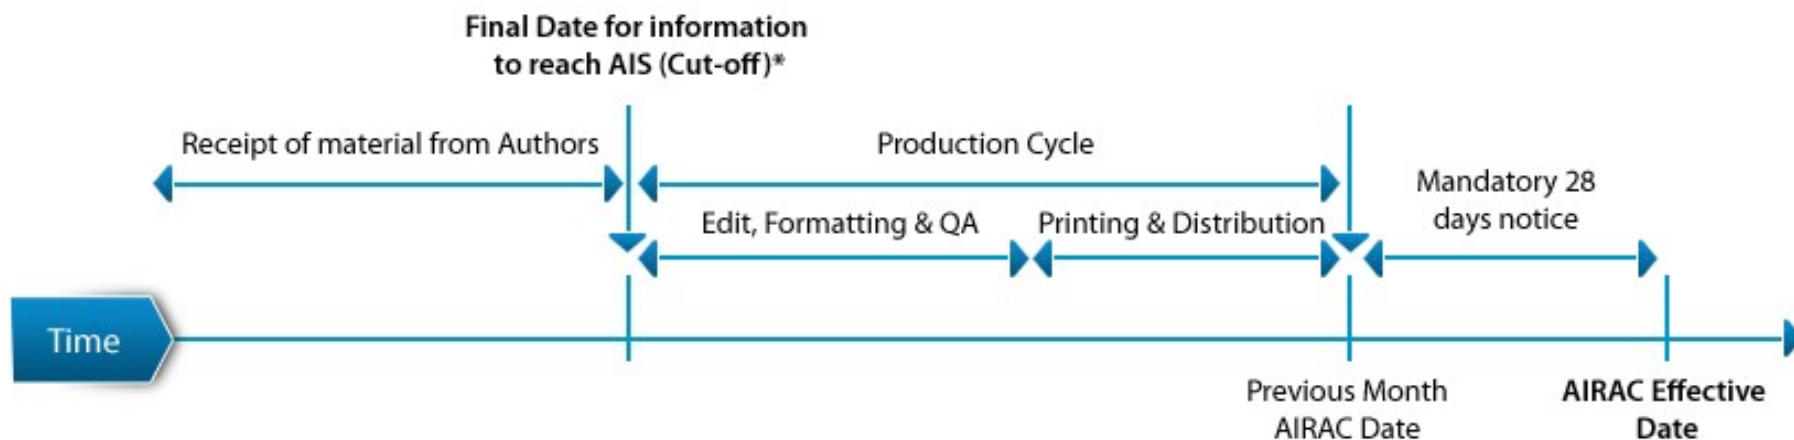 Final Date for information
to reach AIS (Cut-off)*
Receipt of material from Authors
Production Cycle
Mandatory 28
days notice
Edit, Formatting & QA
Printing & Distribution
Time
Previous Month
AIRAC Date
AIRAC Effective
Date